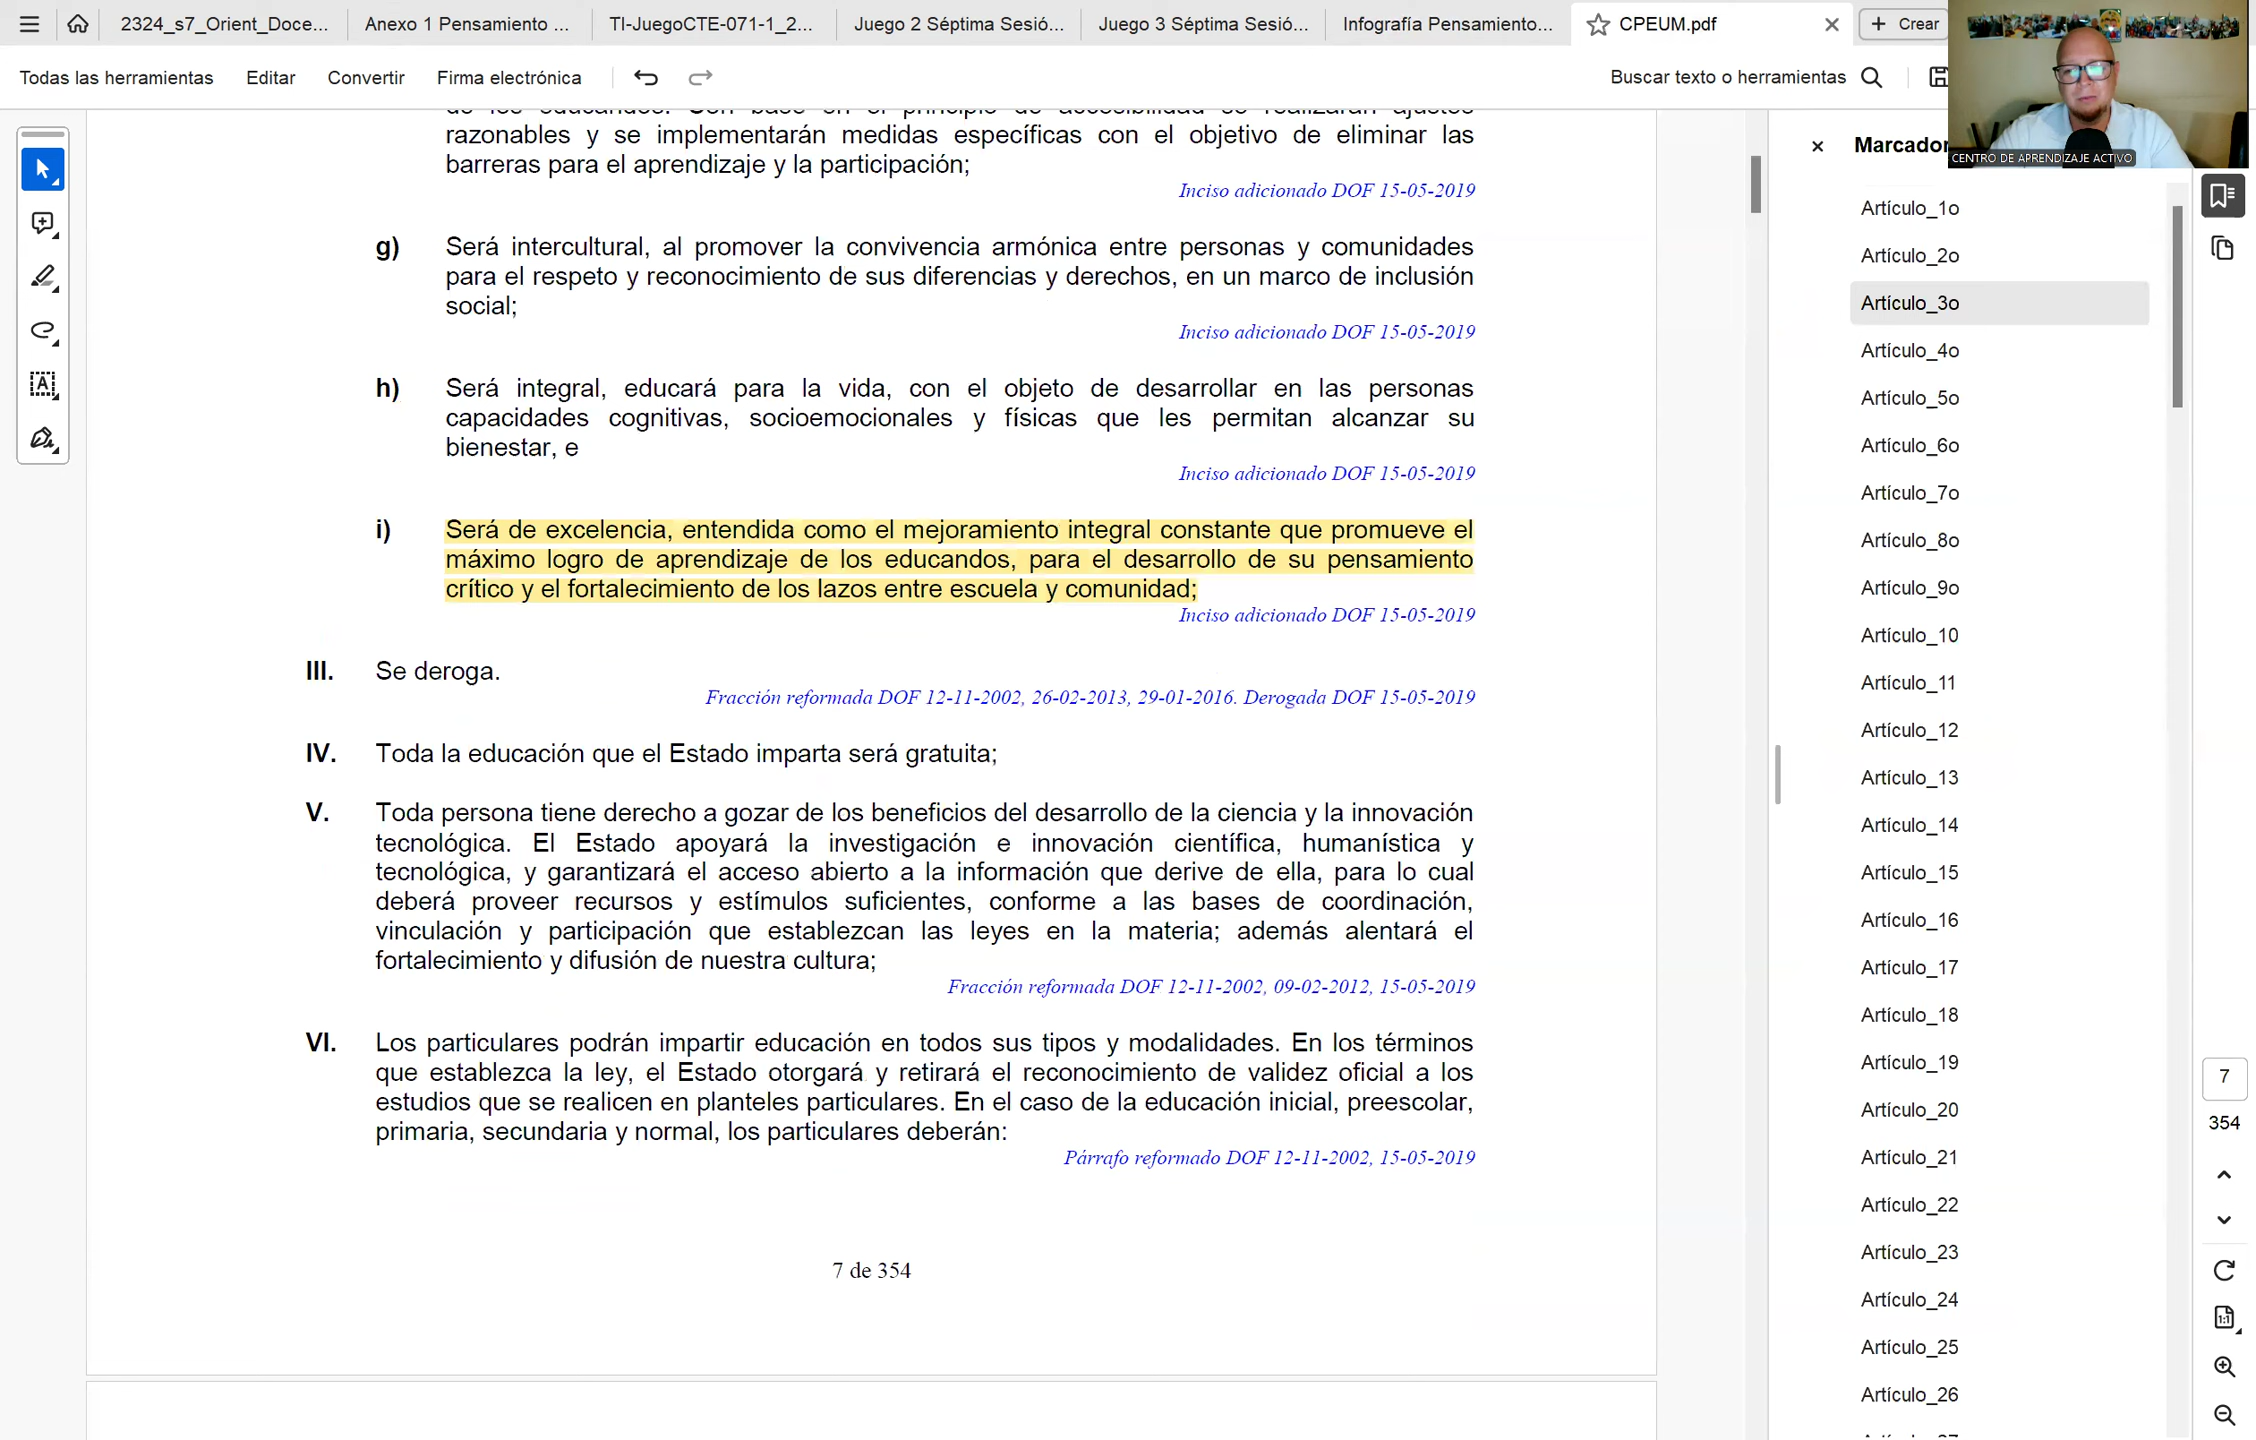 2324_s7_Orient_Doce...
Anexo 1 Pensamiento ...
TI-JuegoCTE-071-1_2...
Juego 2 Séptima Sesió...
Juego 3 Séptima Sesió...
Infografía Pensamiento...
CPEUM.pdf
Crear
Todas las herramientas
Editar
Convertir
Firma electrónica
Buscar texto o herramientas
CENTRO DE APRENDIZAJE ACTIVO
de los educandos. Con base en el principio de accesibilidad se realizarán ajustes
razonables y se implementarán medidas específicas con el objetivo de eliminar las
barreras para el aprendizaje y la participación;
Inciso adicionado DOF 15-05-2019
g) Será intercultural, al promover la convivencia armónica entre personas y comunidades
para el respeto y reconocimiento de sus diferencias y derechos, en un marco de inclusión
social;
Inciso adicionado DOF 15-05-2019
h) Será integral, educará para la vida, con el objeto de desarrollar en las personas
capacidades cognitivas, socioemocionales y físicas que les permitan alcanzar su
bienestar, e
Inciso adicionado DOF 15-05-2019
i) Será de excelencia, entendida como el mejoramiento integral constante que promueve el
máximo logro de aprendizaje de los educandos, para el desarrollo de su pensamiento
crítico y el fortalecimiento de los lazos entre escuela y comunidad;
Inciso adicionado DOF 15-05-2019
III. Se deroga.
Fracción reformada DOF 12-11-2002, 26-02-2013, 29-01-2016. Derogada DOF 15-05-2019
IV. Toda la educación que el Estado imparta será gratuita;
V. Toda persona tiene derecho a gozar de los beneficios del desarrollo de la ciencia y la innovación
tecnológica. El Estado apoyará la investigación e innovación científica, humanística y
tecnológica, y garantizará el acceso abierto a la información que derive de ella, para lo cual
deberá proveer recursos y estímulos suficientes, conforme a las bases de coordinación,
vinculación y participación que establezcan las leyes en la materia; además alentará el
fortalecimiento y difusión de nuestra cultura;
Fracción reformada DOF 12-11-2002, 09-02-2012, 15-05-2019
VI. Los particulares podrán impartir educación en todos sus tipos y modalidades. En los términos
que establezca la ley, el Estado otorgará y retirará el reconocimiento de validez oficial a los
estudios que se realicen en planteles particulares. En el caso de la educación inicial, preescolar,
primaria, secundaria y normal, los particulares deberán:
Párrafo reformado DOF 12-11-2002, 15-05-2019
7 de 354
Marcador
Artículo_1o
Artículo_2o
Artículo_3o
Artículo_4o
Artículo_5o
Artículo_6o
Artículo_7o
Artículo_8o
Artículo_9o
Artículo_10
Artículo_11
Artículo_12
Artículo_13
Artículo_14
Artículo_15
Artículo_16
Artículo_17
Artículo_18
Artículo_19
Artículo_20
Artículo_21
Artículo_22
Artículo_23
Artículo_24
Artículo_25
Artículo_26
7
354